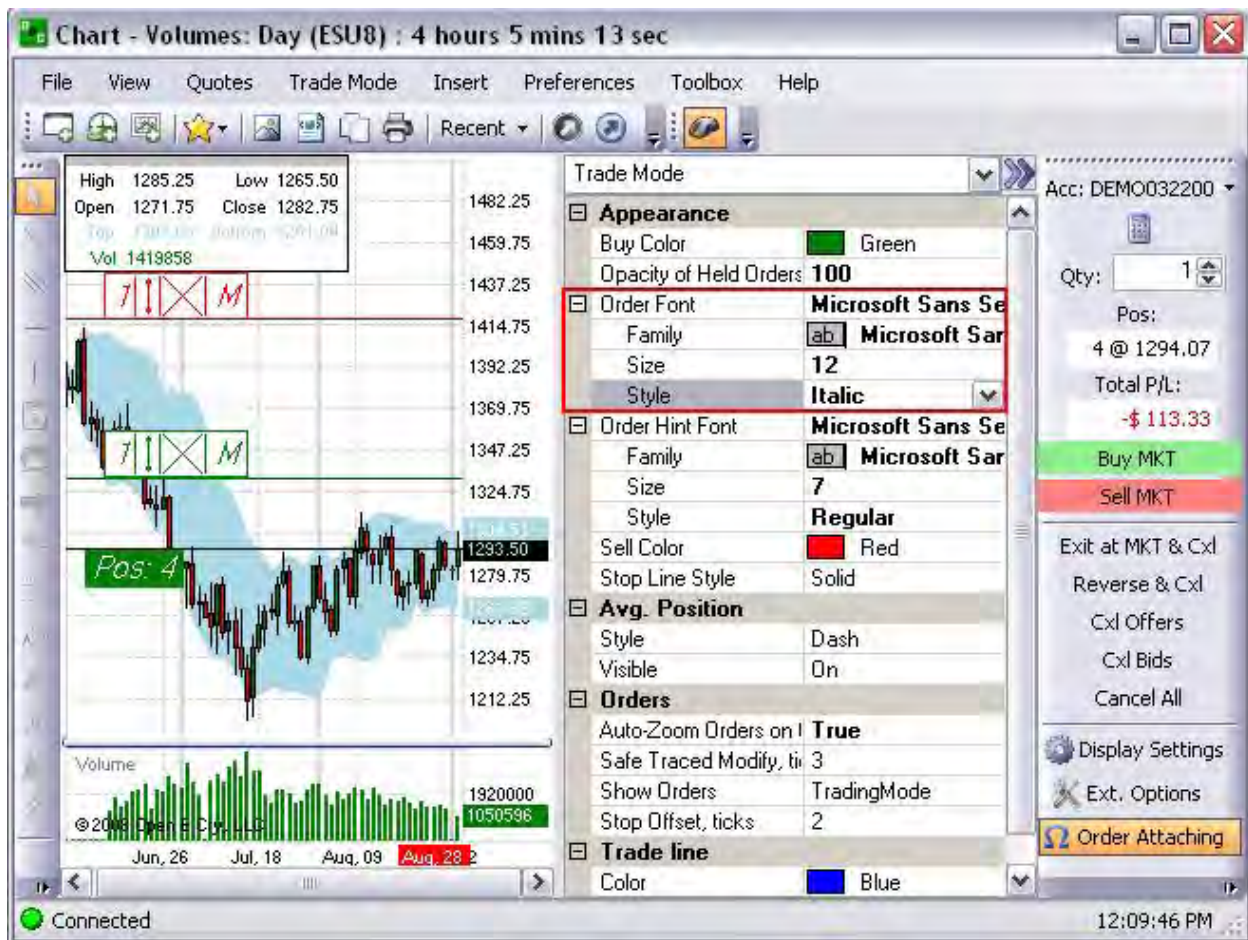 Chart - Volumes: Day (ESU8) : 4 hours 5 mins 13 sec
File View Quotes Trade Mode Insert Preferences Toolbox Help
Recent
High 1285.25 Low 1265.50
Open 1271.75 Close 1282.75
Vol 1419858
1 M
1 M
Pos: 4
1482.25
1459.75
1437.25
1414.75
1392.25
1369.75
1347.25
1324.75
1293.50
1279.75
1234.75
1212.25
Volume
1920000
1050596
Jun, 26 Jul, 18 Aug, 09 Aug, 28 2
Trade Mode
Appearance
Buy Color Green
Opacity of Held Orders 100
Order Font Microsoft Sans Se
Family ab Microsoft Sar
Size 12
Style Italic
Order Hint Font Microsoft Sans Se
Family ab Microsoft Sar
Size 7
Style Regular
Sell Color Red
Stop Line Style Solid
Avg. Position
Style Dash
Visible On
Orders
Auto-Zoom Orders on True
Safe Traced Modify, ti 3
Show Orders TradingMode
Stop Offset, ticks 2
Trade line
Color Blue
Acc: DEMO032200
Qty: 1
Pos:
4 @ 1294.07
Total P/L:
-$ 113.33
Buy MKT
Sell MKT
Exit at MKT & Cxl
Reverse & Cxl
Cxl Offers
Cxl Bids
Cancel All
Display Settings
Ext. Options
Order Attaching
Connected
12:09:46 PM